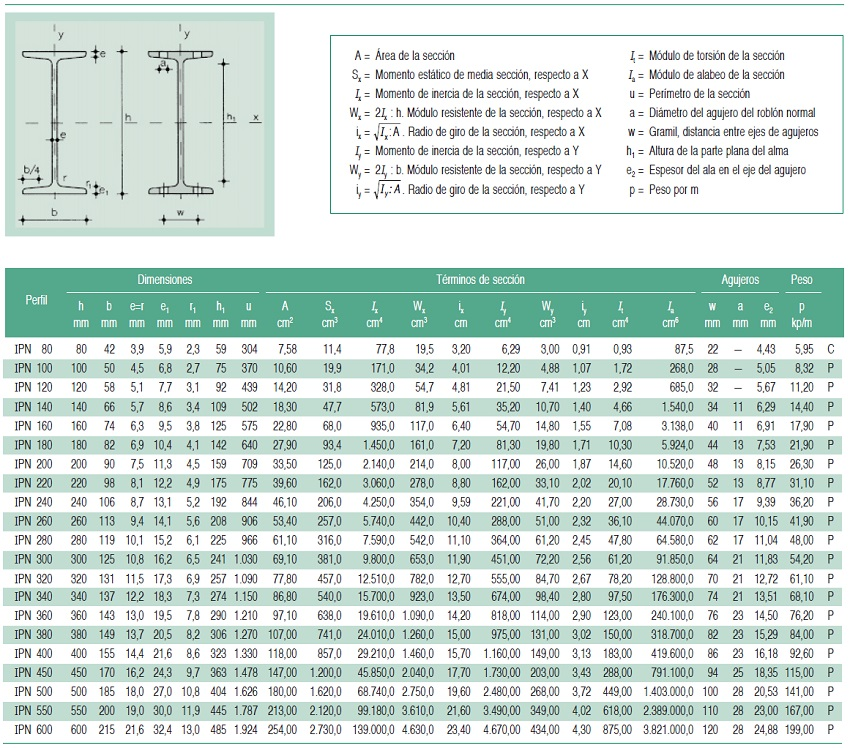 y y
e a
h h1 x
e
b/4 r r1 e1
b w
A = Área de la sección
Sx = Momento estático de media sección, respecto a X
Ix = Momento de inercia de la sección, respecto a X
Wx = 2Ix : h. Módulo resistente de la sección, respecto a X
ix = √Ix : A . Radio de giro de la sección, respecto a X
Iy = Momento de inercia de la sección, respecto a Y
Wy = 2Iy : b. Módulo resistente de la sección, respecto a Y
iy = √Iy : A . Radio de giro de la sección, respecto a Y
It = Módulo de torsión de la sección
Ia = Módulo de alabeo de la sección
u = Perímetro de la sección
a = Diámetro del agujero del roblón normal
w = Gramil, distancia entre ejes de agujeros
h1 = Altura de la parte plana del alma
e2 = Espesor del ala en el eje del agujero
p = Peso por m
Perfil Dimensiones Términos de sección Agujeros Peso
h b e=r e1 r1 h1 u A Sx Ix Wx ix Iy Wy iy It Ia w a e2 p
mm mm mm mm mm mm mm cm2 cm3 cm4 cm3 cm cm4 cm3 cm cm4 cm6 mm mm mm kp/m
IPN 80 80 42 3,9 5,9 2,3 59 304 7,58 11,4 77,8 19,5 3,20 6,29 3,00 0,91 0,93 87,5 22 — 4,43 5,95 C
IPN 100 100 50 4,5 6,8 2,7 75 370 10,60 19,9 171,0 34,2 4,01 12,20 4,88 1,07 1,72 268,0 28 — 5,05 8,32 P
IPN 120 120 58 5,1 7,7 3,1 92 439 14,20 31,8 328,0 54,7 4,81 21,50 7,41 1,23 2,92 685,0 32 — 5,67 11,20 P
IPN 140 140 66 5,7 8,6 3,4 109 502 18,30 47,7 573,0 81,9 5,61 35,20 10,70 1,40 4,66 1.540,0 34 11 6,29 14,40 P
IPN 160 160 74 6,3 9,5 3,8 125 575 22,80 68,0 935,0 117,0 6,40 54,70 14,80 1,55 7,08 3.138,0 40 11 6,91 17,90 P
IPN 180 180 82 6,9 10,4 4,1 142 640 27,90 93,4 1.450,0 161,0 7,20 81,30 19,80 1,71 10,30 5.924,0 44 13 7,53 21,90 P
IPN 200 200 90 7,5 11,3 4,5 159 709 33,50 125,0 2.140,0 214,0 8,00 117,00 26,00 1,87 14,60 10.520,0 48 13 8,15 26,30 P
IPN 220 220 98 8,1 12,2 4,9 175 775 39,60 162,0 3.060,0 278,0 8,80 162,00 33,10 2,02 20,10 17.760,0 52 13 8,77 31,10 P
IPN 240 240 106 8,7 13,1 5,2 192 844 46,10 206,0 4.250,0 354,0 9,59 221,00 41,70 2,20 27,00 28.730,0 56 17 9,39 36,20 P
IPN 260 260 113 9,4 14,1 5,6 208 906 53,40 257,0 5.740,0 442,0 10,40 288,00 51,00 2,32 36,10 44.070,0 60 17 10,15 41,90 P
IPN 280 280 119 10,1 15,2 6,1 225 966 61,10 316,0 7.590,0 542,0 11,10 364,00 61,20 2,45 47,80 64.580,0 62 17 11,04 48,00 P
IPN 300 300 125 10,8 16,2 6,5 241 1.030 69,10 381,0 9.800,0 653,0 11,90 451,00 72,20 2,56 61,20 91.850,0 64 21 11,83 54,20 P
IPN 320 320 131 11,5 17,3 6,9 257 1.090 77,80 457,0 12.510,0 782,0 12,70 555,00 84,70 2,67 78,20 128.800,0 70 21 12,72 61,10 P
IPN 340 340 137 12,2 18,3 7,3 274 1.150 86,80 540,0 15.700,0 923,0 13,50 674,00 98,40 2,80 97,50 176.300,0 74 21 13,51 68,10 P
IPN 360 360 143 13,0 19,5 7,8 290 1.210 97,10 638,0 19.610,0 1.090,0 14,20 818,00 114,00 2,90 123,00 240.100,0 76 23 14,50 76,20 P
IPN 380 380 149 13,7 20,5 8,2 306 1.270 107,00 741,0 24.010,0 1.260,0 15,00 975,00 131,00 3,02 150,00 318.700,0 82 23 15,29 84,00 P
IPN 400 400 155 14,4 21,6 8,6 323 1.330 118,00 857,0 29.210,0 1.460,0 15,70 1.160,00 149,00 3,13 183,00 419.600,0 86 23 16,18 92,60 P
IPN 450 450 170 16,2 24,3 9,7 363 1.478 147,00 1.200,0 45.850,0 2.040,0 17,70 1.730,00 203,00 3,43 288,00 791.100,0 94 25 18,35 115,00 P
IPN 500 500 185 18,0 27,0 10,8 404 1.626 180,00 1.620,0 68.740,0 2.750,0 19,60 2.480,00 268,00 3,72 449,00 1.403.000,0 100 28 20,53 141,00 P
IPN 550 550 200 19,0 30,0 11,9 445 1.787 213,00 2.120,0 99.180,0 3.610,0 21,60 3.490,00 349,00 4,02 618,00 2.389.000,0 110 28 23,00 167,00 P
IPN 600 600 215 21,6 32,4 13,0 485 1.924 254,00 2.730,0 139.000,0 4.630,0 23,40 4.670,00 434,00 4,30 875,00 3.821.000,0 120 28 24,88 199,00 P